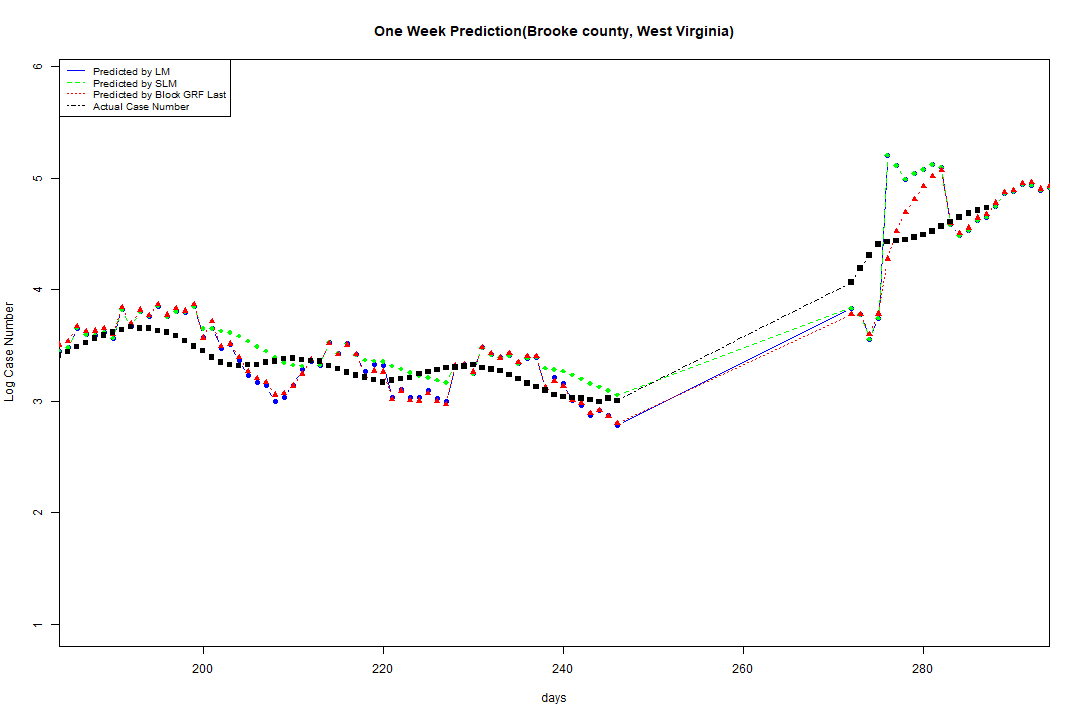 One Week Prediction(Brooke county, West Virginia)
Predicted by LM
Predicted by SLM
Predicted by Block GRF Last
Actual Case Number
6
5
4
3
2
1
Log Case Number
200 220 240 260 280
days